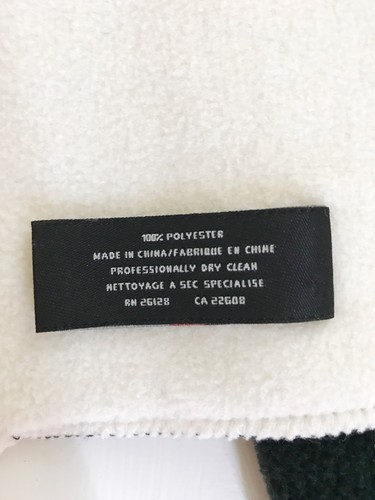 100% POLYESTER
MADE IN CHINA/FABRIQUE EN CHINE
PROFESSIONALLY DRY CLEAN
NETTOYAGE A SEC SPECIALISE
RN 26128 CA 22608